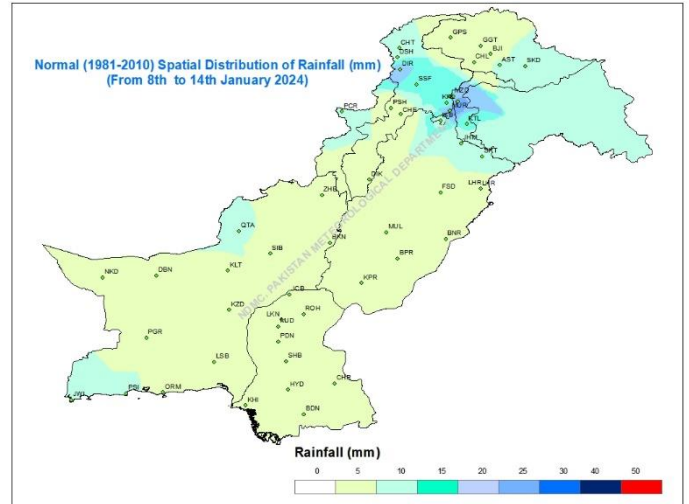 Normal (1981-2010) Spatial Distribution of Rainfall (mm)
(From 8th to 14th January 2024)
GPS
GGT
BJI
CHL
AST
SKD
CHT
DSH
DIR
SSF
MZD
PCR
PSH
CHE
KTL
JHM
SKT
DIK
ZHB
FSD
LHR
QTA
SIB
BKN
MUL
BNR
BPR
KPR
NKD
DBN
KLT
KZD
JCB
ROH
LKN
PDN
PGR
LSB
SHB
HYD
CHR
JWI
PSI
ORM
KHI
BDN
NDMC, PAKISTAN METEOROLOGICAL DEPARTMENT
Rainfall (mm)
0 5 10 15 20 25 30 40 50